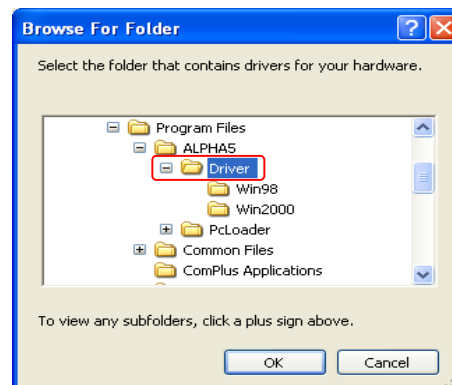 Browse For Folder
Select the folder that contains drivers for your hardware.
Program Files
ALPHA5
Driver
Win98
Win2000
PcLoader
Common Files
ComPlus Applications
To view any subfolders, click a plus sign above.
OK Cancel